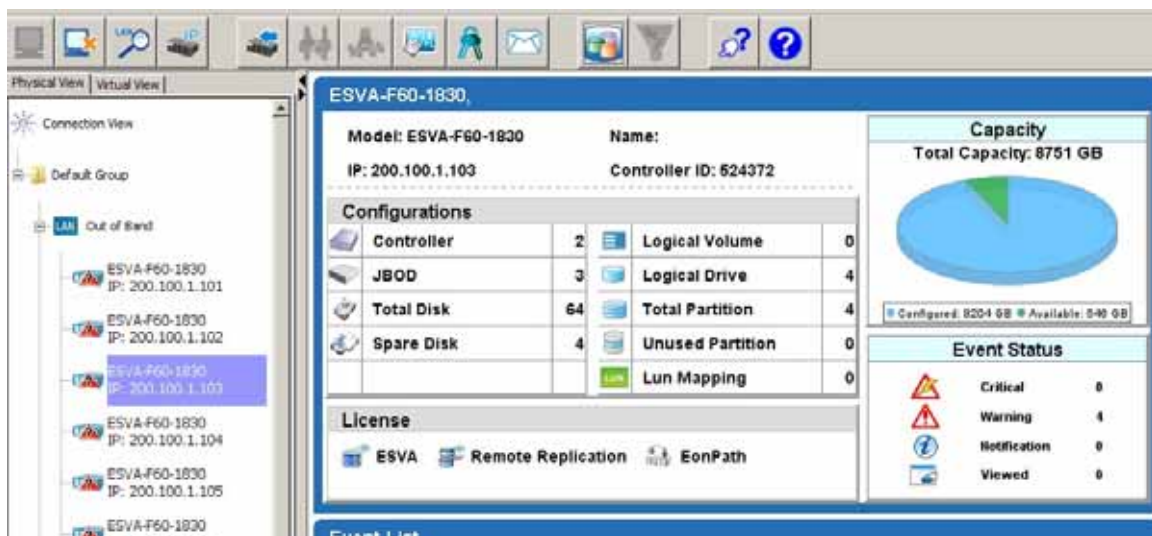 IP
Physical View
Virtual View
Connection View
Default Group
LAN
Out of Band
ESVA-F60-1830
IP: 200.100.1.101
ESVA-F60-1830
IP: 200.100.1.102
ESVA-F60-1830
IP: 200.100.1.103
ESVA-F60-1830
IP: 200.100.1.104
ESVA-F60-1830
IP: 200.100.1.105
ESVA-F60-1830
ESVA-F60-1830,
Model: ESVA-F60-1830
Name:
IP: 200.100.1.103
Controller ID: 524372
Configurations
Controller 2
Logical Volume 0
JBOD 3
Logical Drive 4
Total Disk 64
Total Partition 4
Spare Disk 4
Unused Partition 0
LUN
Lun Mapping 0
License
ESVA
Remote Replication
EonPath
Capacity
Total Capacity: 8751 GB
Configured: 8204 GB
Available: GB
Event Status
Critical 0
Warning 4
Notification 0
Viewed 0
Event List